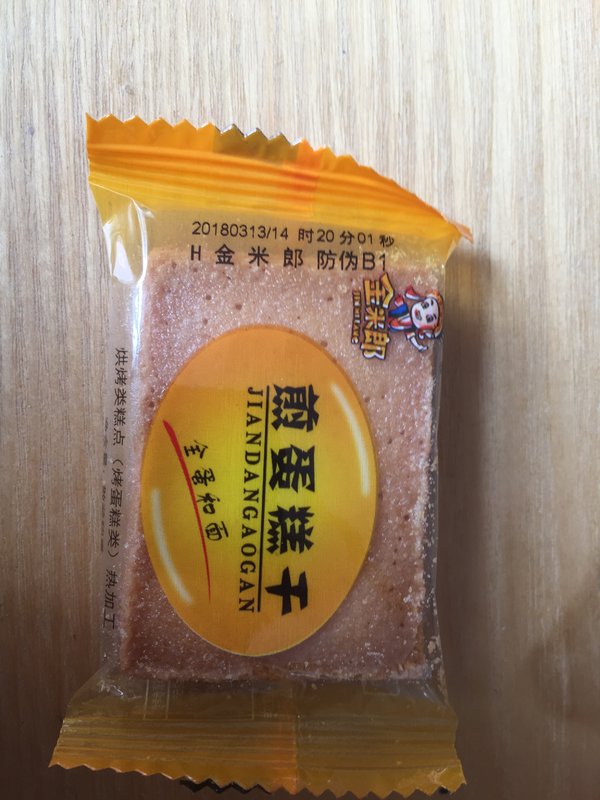 20180313/14 时20分01秒
H 金 米 郎 防伪B1
金米郎
煎蛋糕干
JIANDANGAOGAN
全蛋和面
烘烤类糕点（烤蛋糕类）热加工